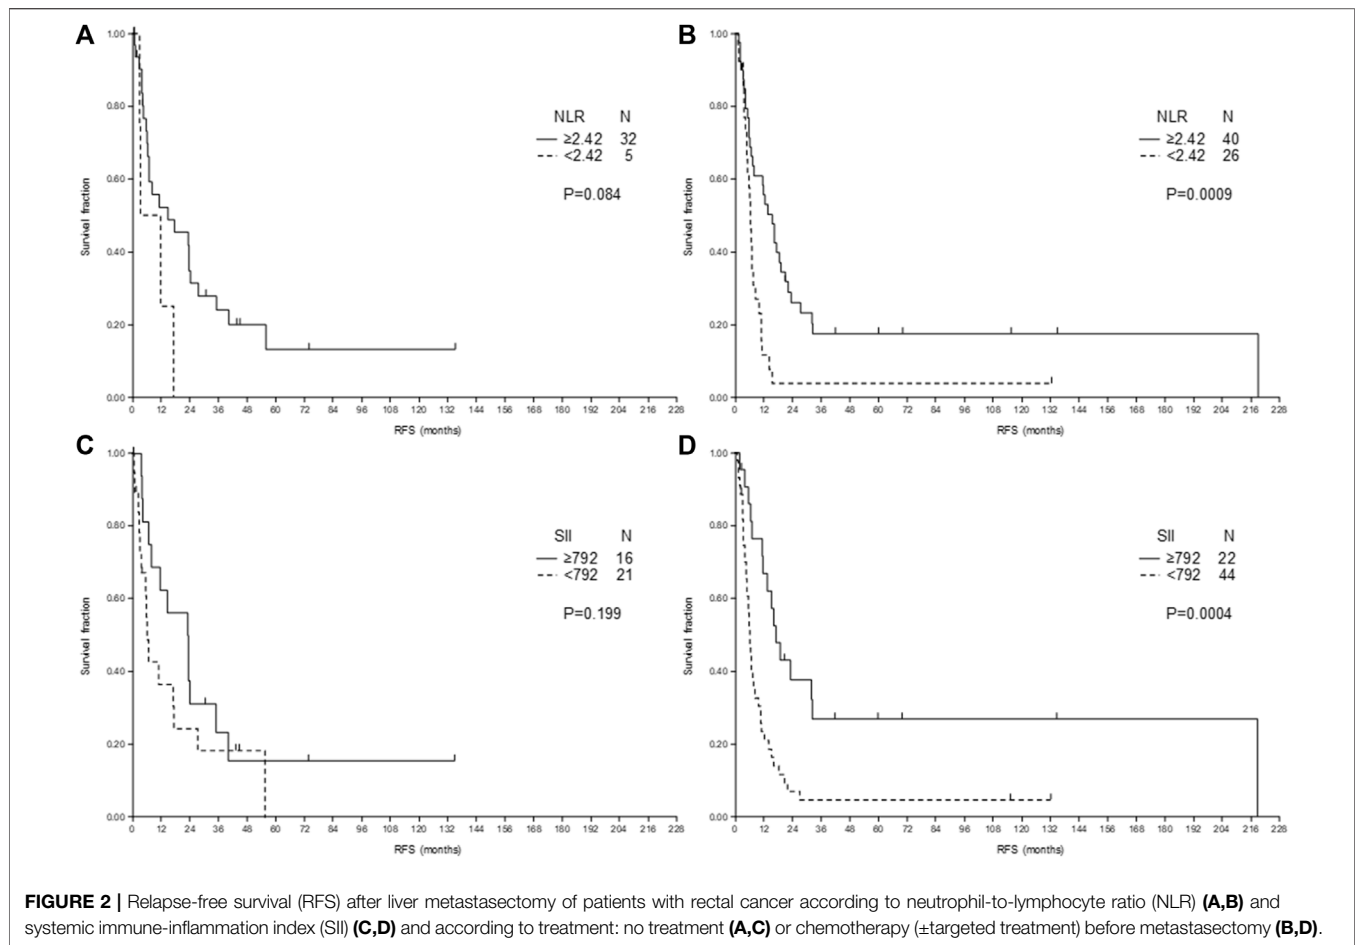 A
1.00
0.80
0.60
0.40
0.20
0.00
Survival fraction
NLR N
≥2.42 32
<2.42 5
P=0.084
0 12 24 36 48 60 72 84 96 108 120 132 144 156 168 180 192 204 216 228
RFS (months)
B
1.00
0.80
0.60
0.40
0.20
0.00
Survival fraction
NLR N
≥2.42 40
<2.42 26
P=0.0009
0 12 24 36 48 60 72 84 96 108 120 132 144 156 168 180 192 204 216 228
RFS (months)
C
1.00
0.80
0.60
0.40
0.20
0.00
Survival fraction
SII N
≥792 16
<792 21
P=0.199
0 12 24 36 48 60 72 84 96 108 120 132 144 156 168 180 192 204 216 228
RFS (months)
D
1.00
0.80
0.60
0.40
0.20
0.00
Survival fraction
SII N
≥792 22
<792 44
P=0.0004
0 12 24 36 48 60 72 84 96 108 120 132 144 156 168 180 192 204 216 228
RFS (months)
FIGURE 2 | Relapse-free survival (RFS) after liver metastasectomy of patients with rectal cancer according to neutrophil-to-lymphocyte ratio (NLR) (A,B) and
systemic immune-inflammation index (SII) (C,D) and according to treatment: no treatment (A,C) or chemotherapy (±targeted treatment) before metastasectomy (B,D).